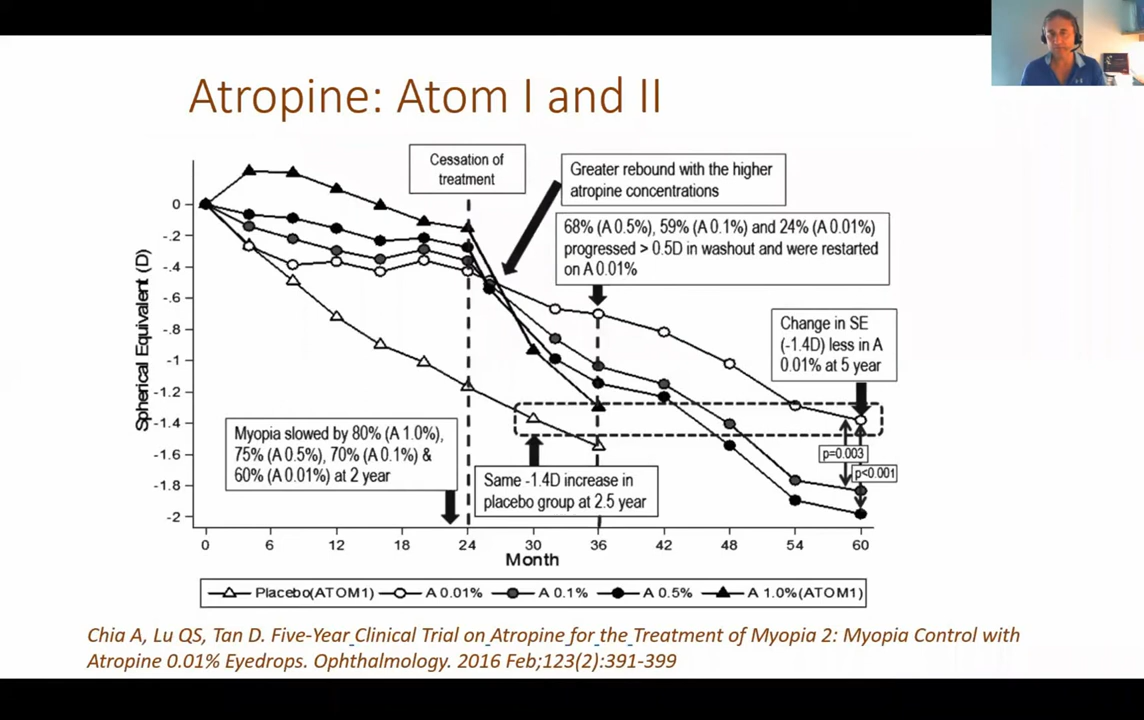 Atropine: Atom I and II
Cessation of
treatment
Greater rebound with the higher
atropine concentrations
68% (A 0.5%), 59% (A 0.1%) and 24% (A 0.01%)
progressed > 0.5D in washout and were restarted
on A 0.01%
Change in SE
(-1.4D) less in A
0.01% at 5 year
Spherical Equivalent (D)
0
-.2
-.4
-.6
-.8
-1
-1.2
-1.4
-1.6
-1.8
-2
Myopia slowed by 80% (A 1.0%),
75% (A 0.5%), 70% (A 0.1%) &
60% (A 0.01%) at 2 year
Same -1.4D increase in
placebo group at 2.5 year
p=0.003
p<0.001
0 6 12 18 24 30 36 42 48 54 60
Month
Placebo(ATOM1) A 0.01% A 0.1% A 0.5% A 1.0%(ATOM1)
Chia A, Lu QS, Tan D. Five-Year Clinical Trial on Atropine for the Treatment of Myopia 2: Myopia Control with
Atropine 0.01% Eyedrops. Ophthalmology. 2016 Feb;123(2):391-399